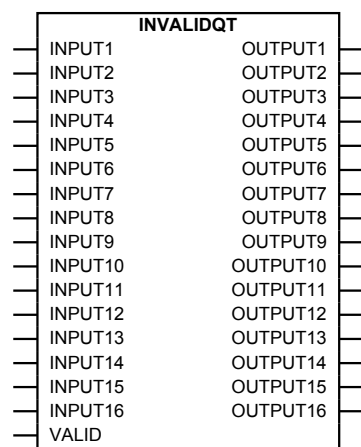 INVALIDQT
INPUT1 OUTPUT1
INPUT2 OUTPUT2
INPUT3 OUTPUT3
INPUT4 OUTPUT4
INPUT5 OUTPUT5
INPUT6 OUTPUT6
INPUT7 OUTPUT7
INPUT8 OUTPUT8
INPUT9 OUTPUT9
INPUT10 OUTPUT10
INPUT11 OUTPUT11
INPUT12 OUTPUT12
INPUT13 OUTPUT13
INPUT14 OUTPUT14
INPUT15 OUTPUT15
INPUT16 OUTPUT16
VALID